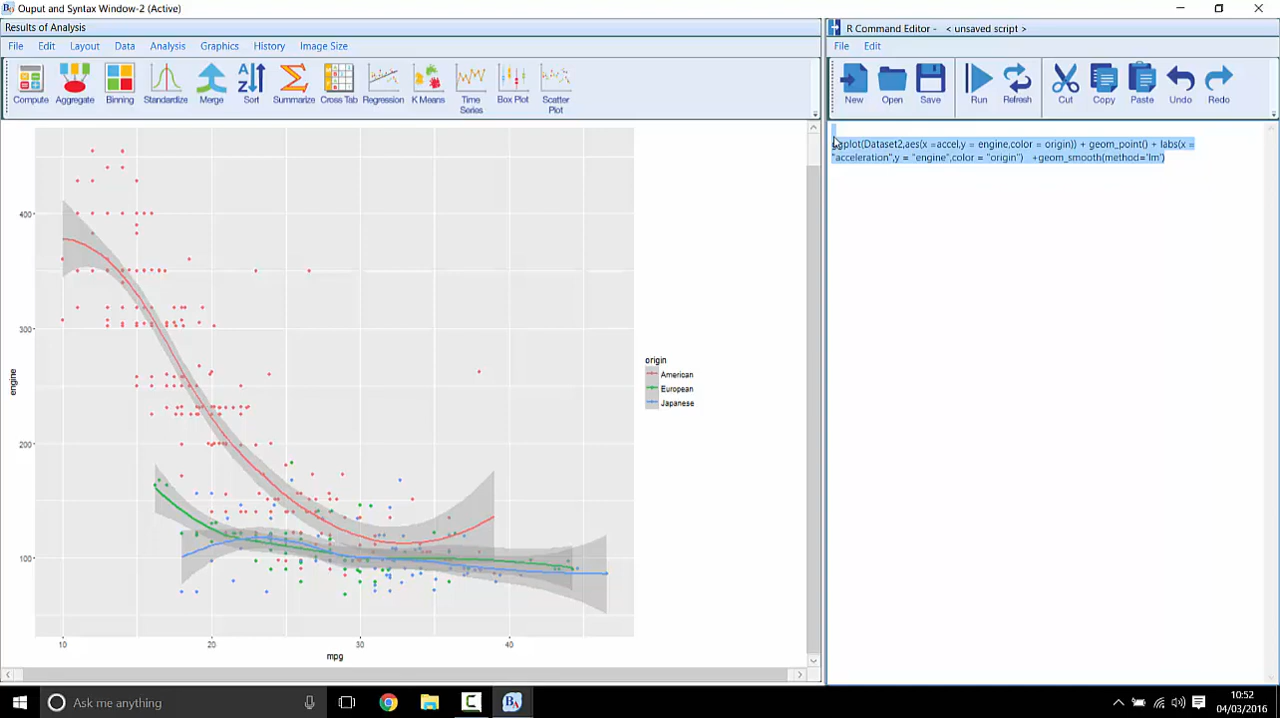 Ouput and Syntax Window-2 (Active)
Results of Analysis
File Edit Layout Data Analysis Graphics History Image Size
Compute Aggregate Binning Standardize Merge Sort Summarize Cross Tab Regression K Means Time Series Box Plot Scatter Plot
R Command Editor - < unsaved script >
File Edit
New Open Save Run Refresh Cut Copy Paste Undo Redo
ggplot(Dataset2,aes(x =accel,y = engine,color = origin)) + geom_point() + labs(x =
"acceleration",y = "engine",color = "origin") +geom_smooth(method='lm')
400
300
200
100
engine
10 20 30 40
mpg
origin
American
European
Japanese
Ask me anything
10:52
04/03/2016